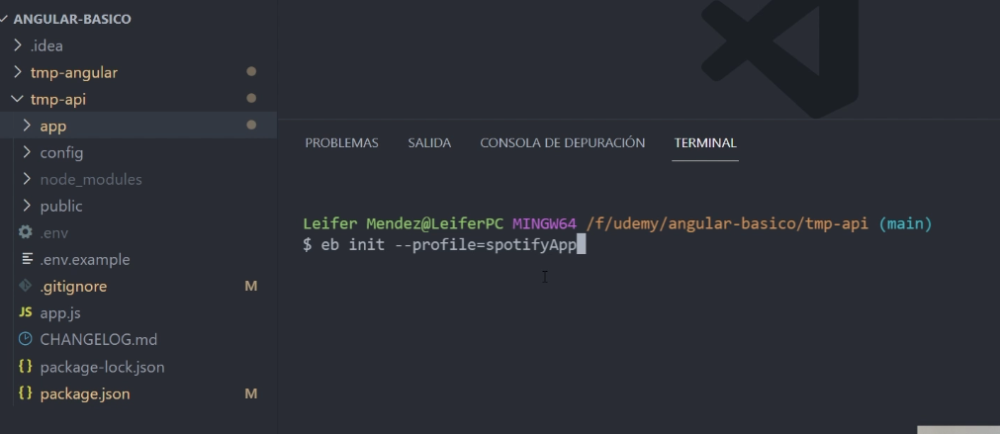 ANGULAR-BASICO
.idea
tmp-angular
tmp-api
app
config
node_modules
public
.env
.env.example
.gitignore M
JS app.js
CHANGELOG.md
{} package-lock.json
{} package.json M
PROBLEMAS SALIDA CONSOLA DE DEPURACIÓN TERMINAL
Leifer Mendez@LeiferPC MINGW64 /f/udemy/angular-basico/tmp-api (main)
$ eb init --profile=spotifyApp